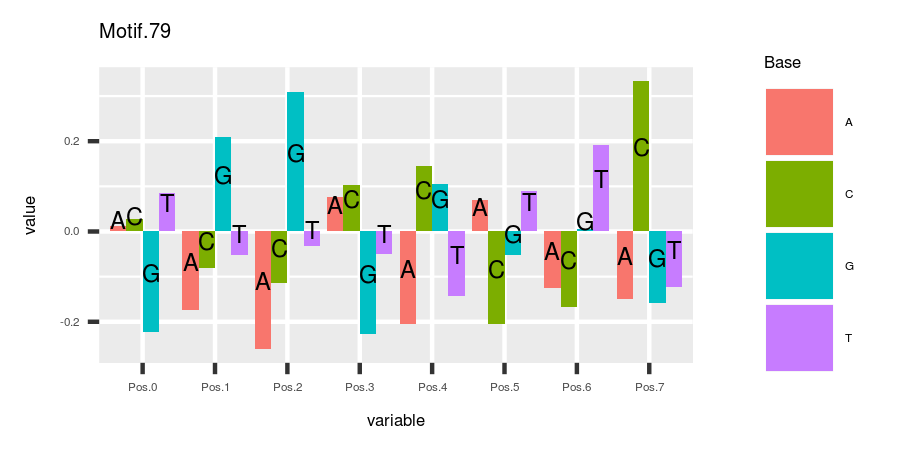 Motif.79
Base
A
C
G
T
value
0.2
0.0
-0.2
A C G T A C G T A C G T A C G T A C G T A C G T A C G T A C G T
Pos.0 Pos.1 Pos.2 Pos.3 Pos.4 Pos.5 Pos.6 Pos.7
variable